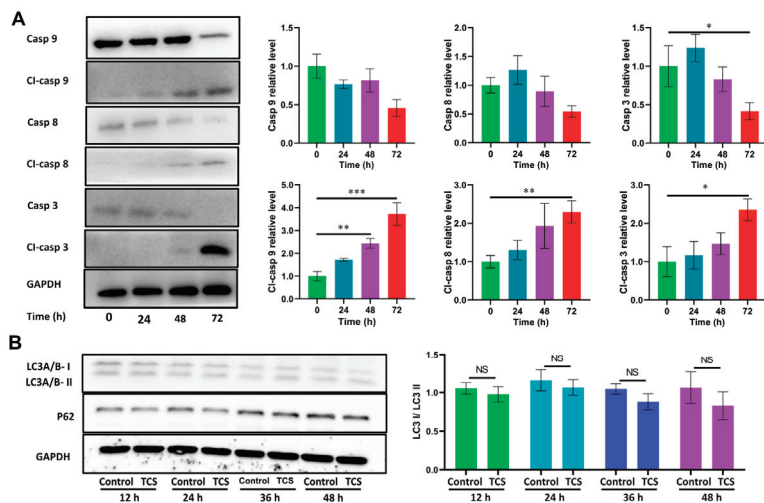 A
Casp 9
Cl-casp 9
Casp 8
Cl-casp 8
Casp 3
Cl-casp 3
GAPDH
Time (h) 0 24 48 72
Casp 9 relative level
1.5
1.0
0.5
0.0
0 24 48 72
Time (h)
Casp 8 relative level
2.0
1.5
1.0
0.5
0.0
0 24 48 72
Time (h)
Casp 3 relative level
*
1.5
1.0
0.5
0.0
0 24 48 72
Time (h)
Cl-casp 9 relative level
***
**
5.0
4.0
3.0
2.0
1.0
0.0
0 24 48 72
Time (h)
Cl-casp 8 relative level
**
3.0
2.0
1.0
0.0
0 24 48 72
Time (h)
Cl-casp 3 relative level
*
3.0
2.0
1.0
0.0
0 24 48 72
Time (h)
B
LC3A/B- I
LC3A/B- II
P62
GAPDH
Control TCS Control TCS Control TCS Control TCS
12 h 24 h 36 h 48 h
LC3 I/ LC3 II
1.5
1.0
0.5
0.0
NS NS NS NS
Control TCS Control TCS Control TCS Control TCS
12 h 24 h 36 h 48 h